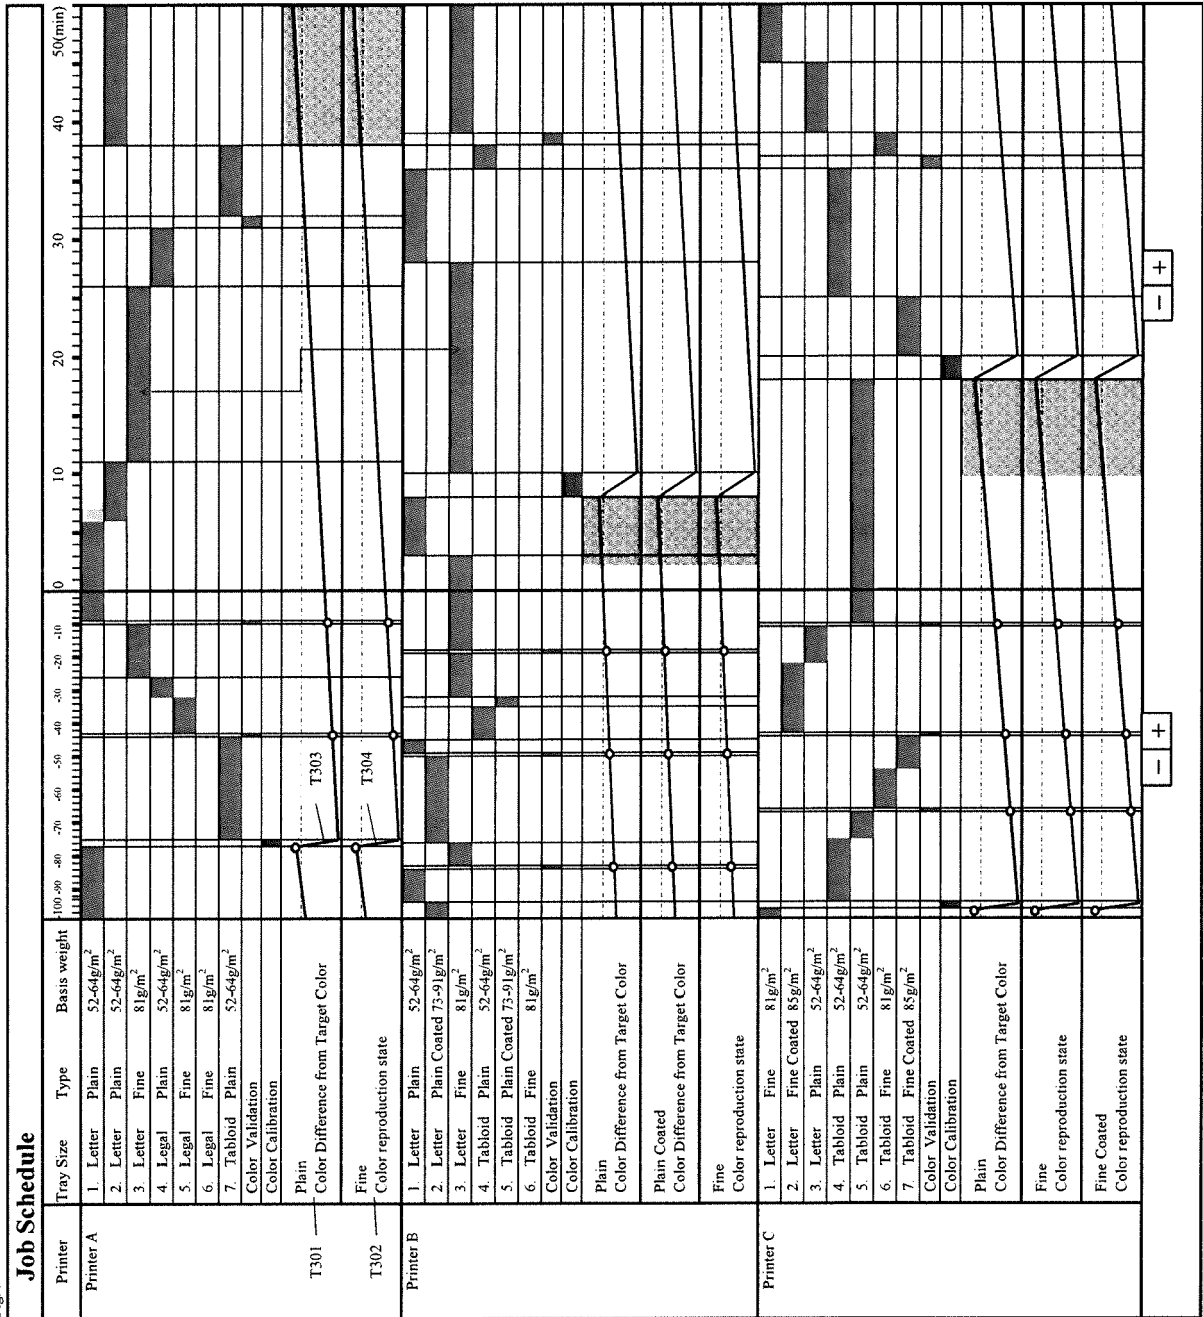 Job Schedule
Printer Tray Size Type Basis weight -100 -90 -80 -70 -60 -50 -40 -30 -20 -10 0 10 20 30 40 50(min)
Printer A
1. Letter Plain 52-64g/m²
2. Letter Plain 52-64g/m²
3. Letter Fine 81g/m²
4. Legal Plain 52-64g/m²
5. Legal Fine 81g/m²
6. Legal Fine 81g/m²
7. Tabloid Plain 52-64g/m²
Color Validation
Color Calibration
Plain
T301 Color Difference from Target Color T303
Fine
T302 Color reproduction state T304
Printer B
1. Letter Plain 52-64g/m²
2. Letter Plain Coated 73-91g/m²
3. Letter Fine 81g/m²
4. Tabloid Plain 52-64g/m²
5. Tabloid Plain Coated 73-91g/m²
6. Tabloid Fine 81g/m²
Color Validation
Color Calibration
Plain
Color Difference from Target Color
Plain Coated
Color Difference from Target Color
Fine
Color reproduction state
Printer C
1. Letter Fine 81g/m²
2. Letter Fine Coated 85g/m²
3. Letter Plain 52-64g/m²
4. Tabloid Plain 52-64g/m²
5. Tabloid Plain 52-64g/m²
6. Tabloid Fine 81g/m²
7. Tabloid Fine Coated 85g/m²
Color Validation
Color Calibration
Plain
Color Difference from Target Color
Fine
Color reproduction state
Fine Coated
Color reproduction state
− + − +